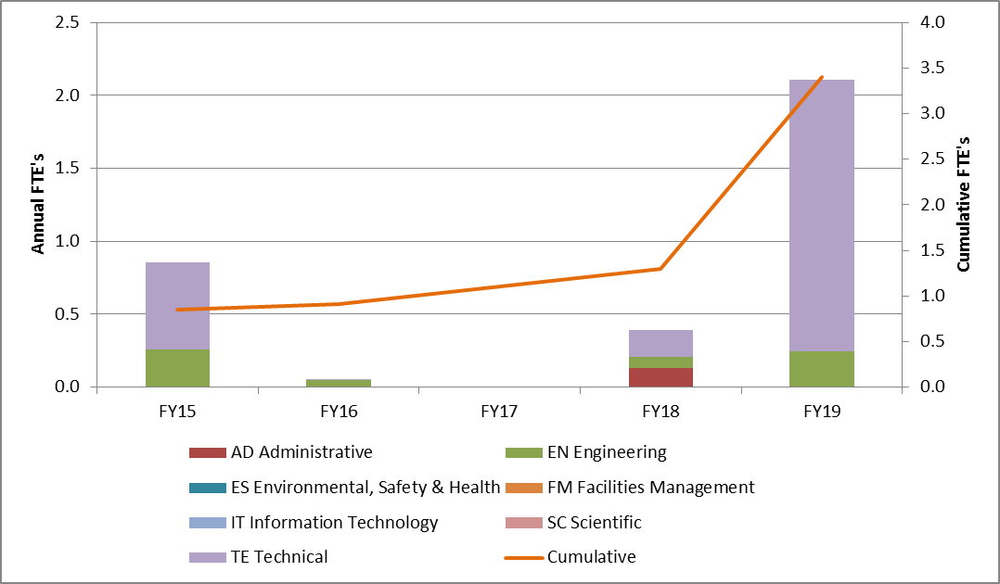 2.5
2.0
1.5
1.0
0.5
0.0
Annual FTE's
4.0
3.5
3.0
2.5
2.0
1.5
1.0
0.5
0.0
Cumulative FTE's
FY15 FY16 FY17 FY18 FY19
AD Administrative EN Engineering
ES Environmental, Safety & Health FM Facilities Management
IT Information Technology SC Scientific
TE Technical Cumulative